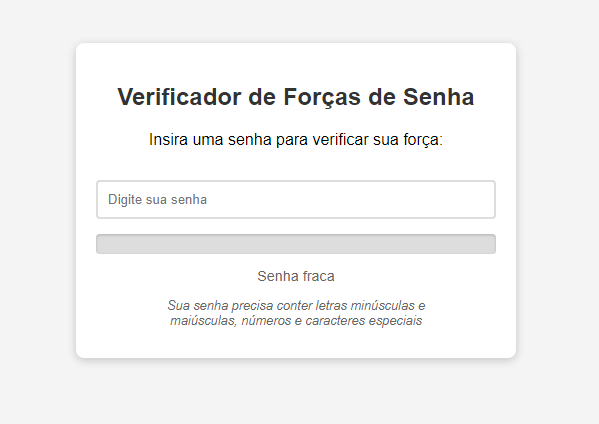 Verificador de Forças de Senha
Insira uma senha para verificar sua força:
Digite sua senha
Senha fraca
Sua senha precisa conter letras minúsculas e
maiúsculas, números e caracteres especiais